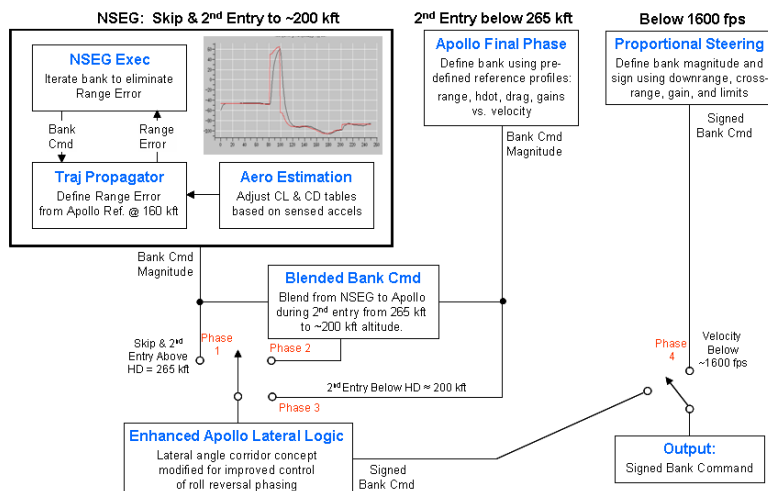 NSEG: Skip & 2nd Entry to ~200 kft
2nd Entry below 265 kft
Below 1600 fps
NSEG Exec
Iterate bank to eliminate
Range Error
Bank
Cmd
Range
Error
Traj Propagator
Define Range Error
from Apollo Ref. @ 160 kft
Aero Estimation
Adjust CL & CD tables
based on sensed accels
Apollo Final Phase
Define bank using pre-
defined reference profiles:
range, hdot, drag, gains
vs. velocity
Bank Cmd
Magnitude
Proportional Steering
Define bank magnitude and
sign using downrange, cross-
range, gain, and limits
Signed
Bank Cmd
Bank Cmd
Magnitude
Blended Bank Cmd
Blend from NSEG to Apollo
during 2nd entry from 265 kft
to ~200 kft altitude.
Skip & 2nd
Entry Above
HD = 265 kft
Phase
1
Phase 2
2nd Entry Below HD ≈ 200 kft
Phase 3
Phase
4
Velocity
Below
~1600 fps
Enhanced Apollo Lateral Logic
Lateral angle corridor concept
modified for improved control
of roll reversal phasing
Signed
Bank Cmd
Output:
Signed Bank Command